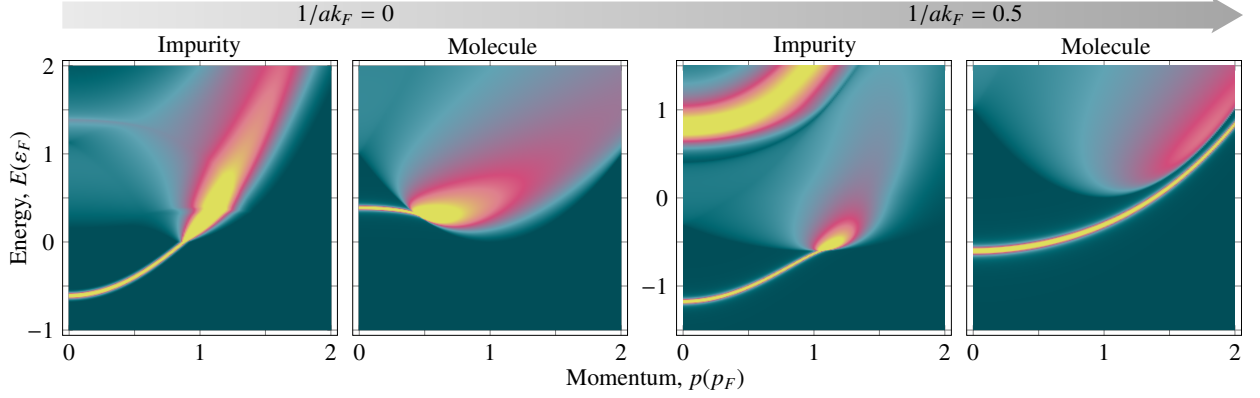 1/ak_F = 0 1/ak_F = 0.5
Impurity Molecule Impurity Molecule
Energy, E(ε_F)
2
1
0
−1
1
0
−1
0 1 2 0 1 2 0 1 2 0 1 2
Momentum, p(p_F)